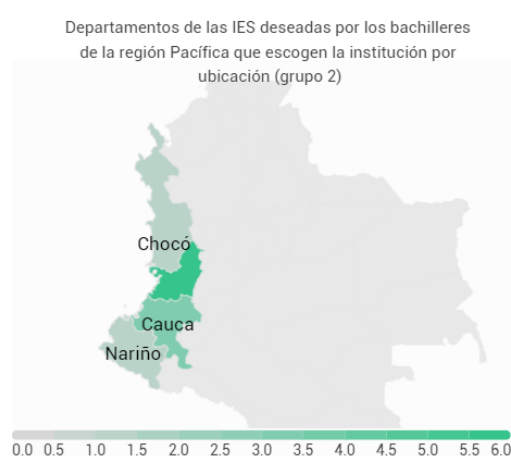 Departamentos de las IES deseadas por los bachilleres
de la región Pacífica que escogen la institución por
ubicación (grupo 2)
Chocó
Cauca
Nariño
0.0 0.5 1.0 1.5 2.0 2.5 3.0 3.5 4.0 4.5 5.0 5.5 6.0